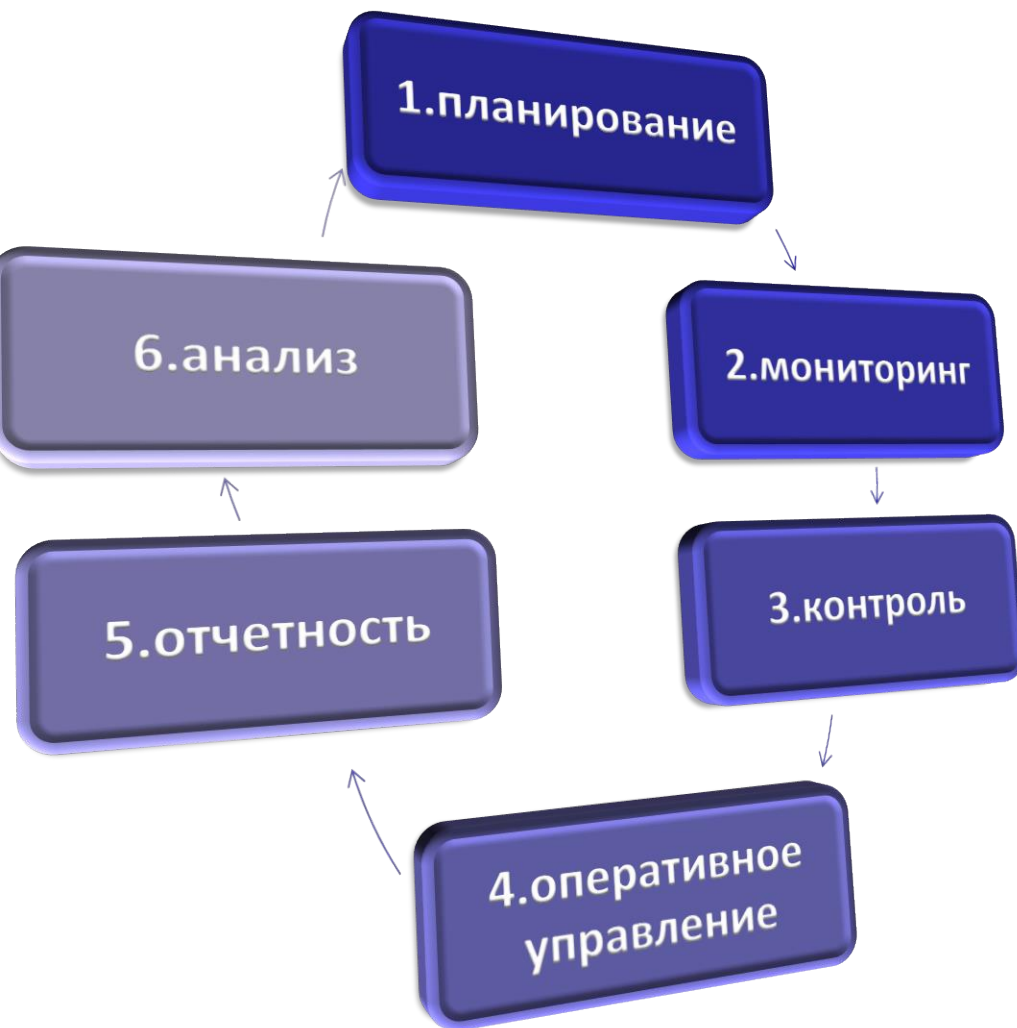 1.планирование
2.мониторинг
3.контроль
4.оперативное
управление
5.отчетность
6.анализ